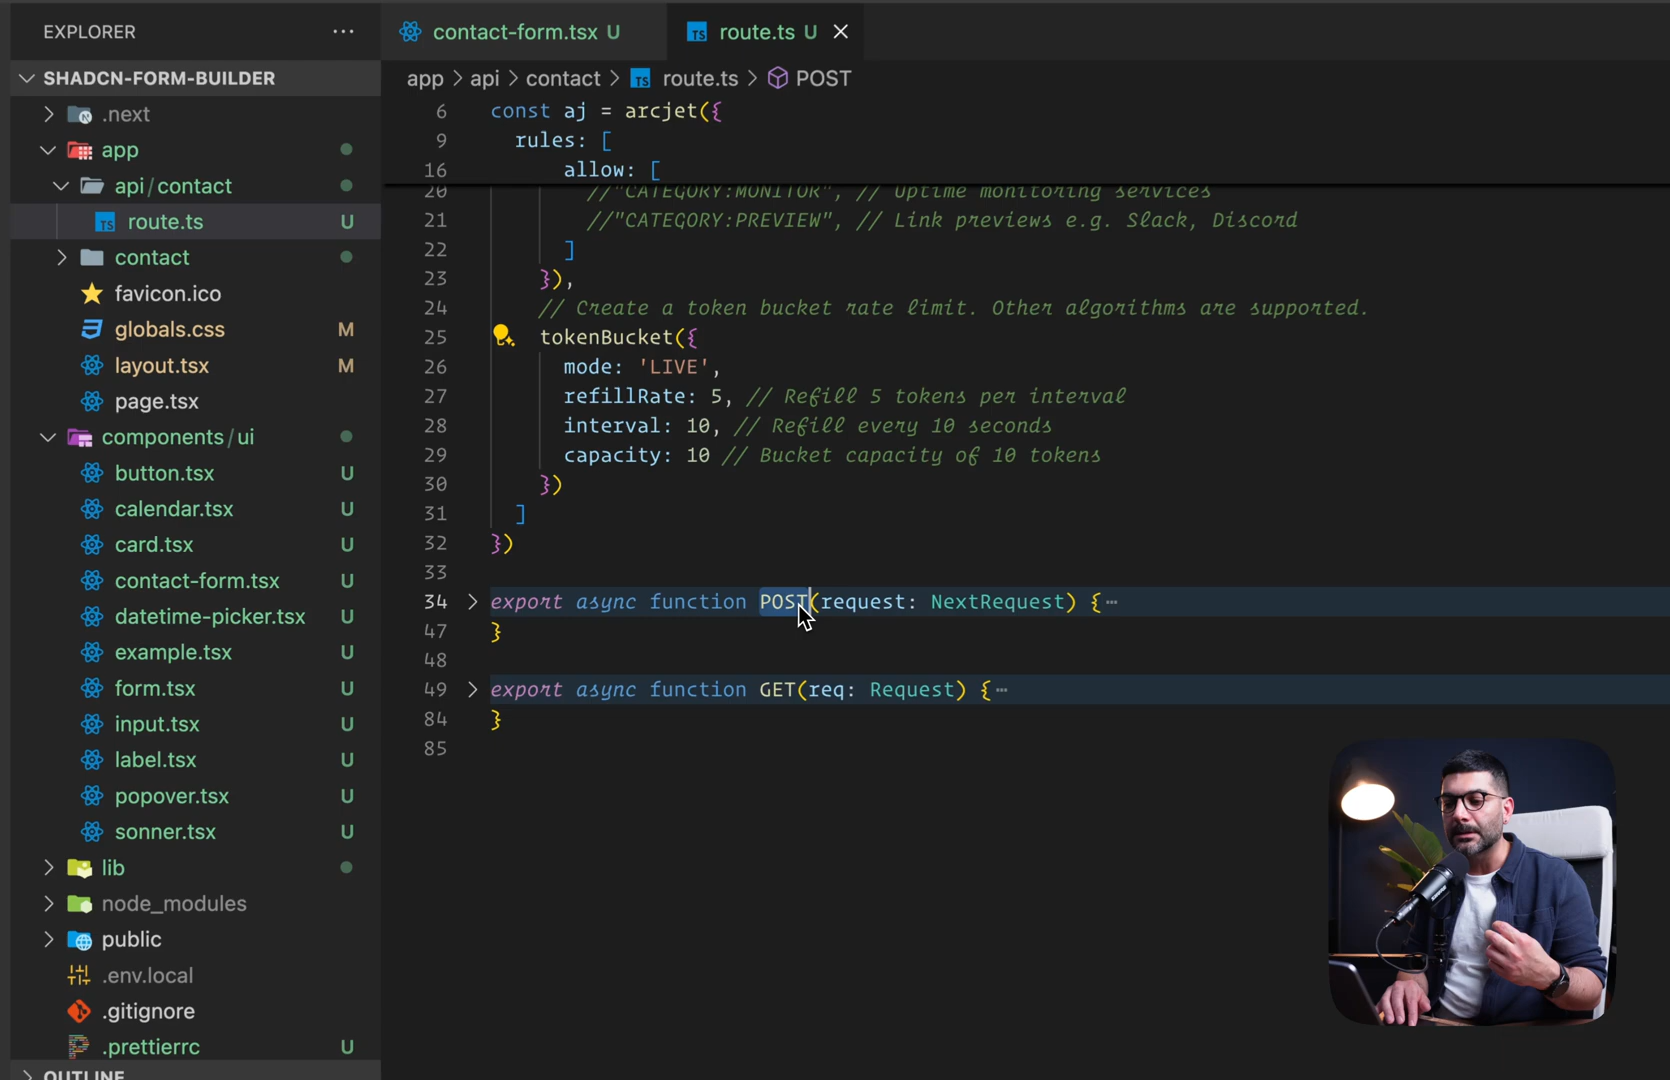 EXPLORER
SHADCN-FORM-BUILDER
.next
app
api/contact
route.ts U
contact
favicon.ico
globals.css M
layout.tsx M
page.tsx
components/ui
button.tsx U
calendar.tsx U
card.tsx U
contact-form.tsx U
datetime-picker.tsx U
example.tsx U
form.tsx U
input.tsx U
label.tsx U
popover.tsx U
sonner.tsx U
lib
node_modules
public
.env.local
.gitignore
.prettierrc U
OUTLINE
contact-form.tsx U
TS route.ts U
app > api > contact > TS route.ts > POST
6 const aj = arcjet({
9 rules: [
16 allow: [
20 //"CATEGORY:MONITOR", // Uptime monitoring services
21 //"CATEGORY:PREVIEW", // Link previews e.g. Slack, Discord
22 ]
23 }),
24 // Create a token bucket rate limit. Other algorithms are supported.
25 tokenBucket({
26 mode: 'LIVE',
27 refillRate: 5, // Refill 5 tokens per interval
28 interval: 10, // Refill every 10 seconds
29 capacity: 10 // Bucket capacity of 10 tokens
30 })
31 ]
32 })
33
34 export async function POST(request: NextRequest) {⋯
47 }
48
49 export async function GET(req: Request) {⋯
84 }
85